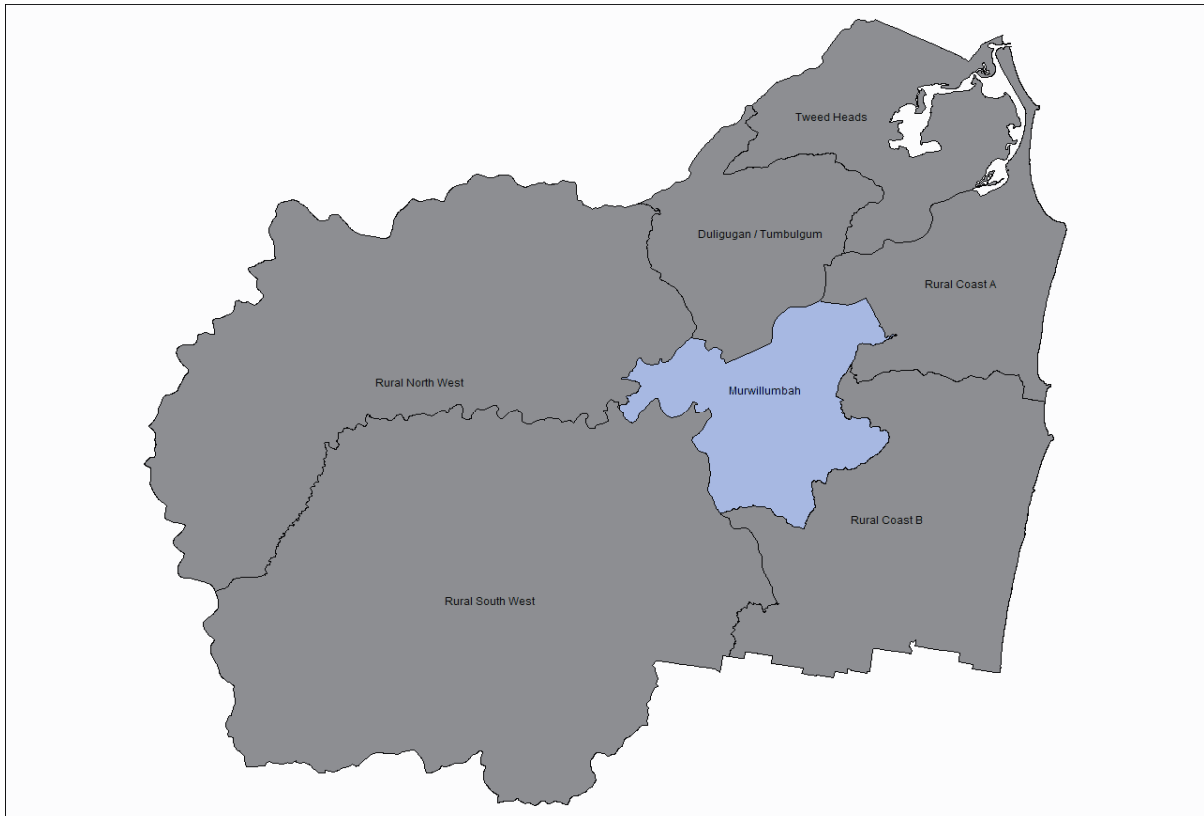 Tweed Heads
Duligugan / Tumbulgum
Rural Coast A
Rural North West
Murwillumbah
Rural Coast B
Rural South West